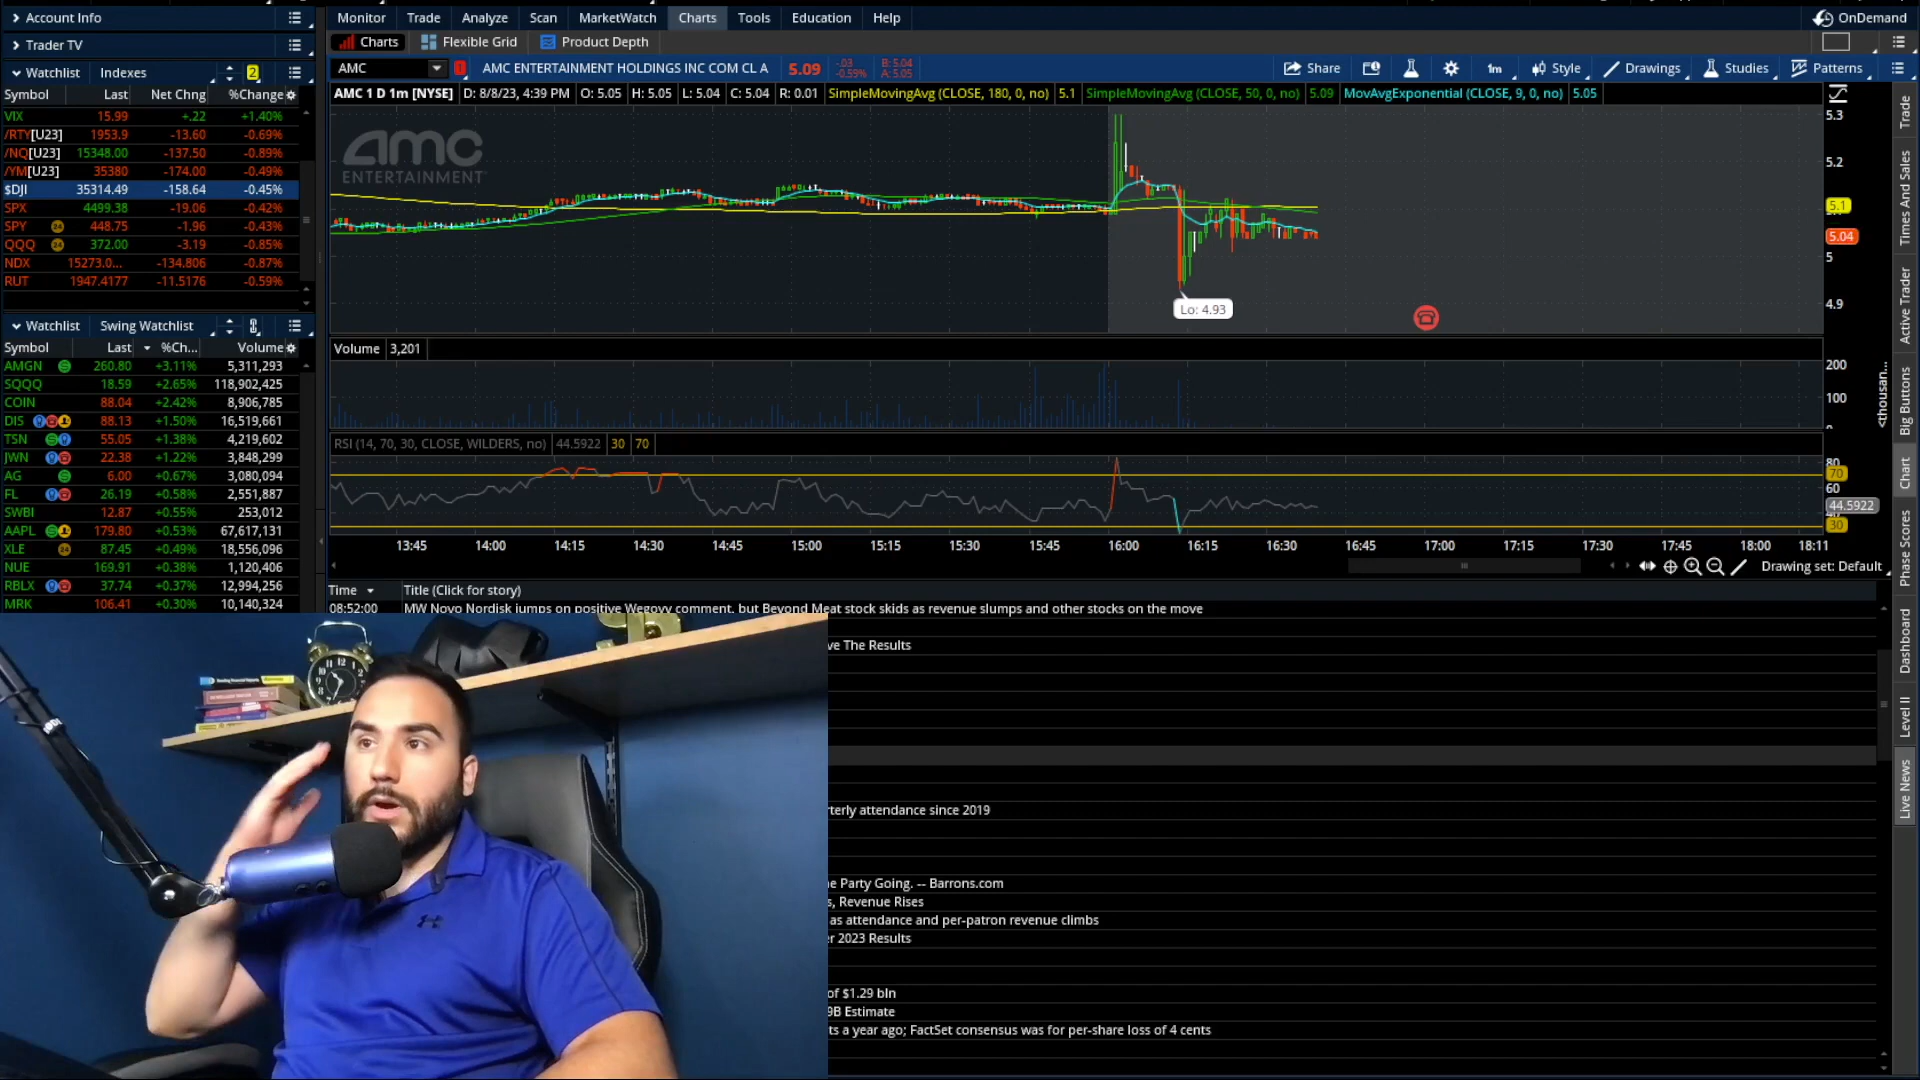 Account Info
Trader TV
Watchlist Indexes 2
Symbol Last Net Chng %Change
VIX 15.99 +.22 +1.40%
/RTY[U23] 1953.9 -13.60 -0.69%
/NQ[U23] 15348.00 -137.50 -0.89%
/YM[U23] 35380 -174.00 -0.49%
$DJI 35314.49 -158.64 -0.45%
SPX 4499.38 -19.06 -0.42%
SPY 24 448.75 -1.96 -0.43%
QQQ 24 372.00 -3.19 -0.85%
NDX 15273.0... -134.806 -0.87%
RUT 1947.4177 -11.5176 -0.59%
Watchlist Swing Watchlist
Symbol Last %Ch... Volume
AMGN 260.80 +3.11% 5,311,293
SQQQ 18.59 +2.65% 118,902,425
COIN 88.04 +2.42% 8,906,785
DIS 88.13 +1.50% 16,519,661
TSN 55.05 +1.38% 4,219,602
JWN 22.38 +1.22% 3,848,299
AG 6.00 +0.67% 3,080,094
FL 26.19 +0.58% 2,551,887
SWBI 12.87 +0.55% 253,012
AAPL 179.80 +0.53% 67,617,131
XLE 24 87.45 +0.49% 18,556,096
NUE 169.91 +0.38% 1,120,406
RBLX 37.74 +0.37% 12,994,256
MRK 106.41 +0.30% 10,140,324
Monitor Trade Analyze Scan MarketWatch Charts Tools Education Help OnDemand
Charts Flexible Grid Product Depth
AMC AMC ENTERTAINMENT HOLDINGS INC COM CL A 5.09 -.03 -0.59% B: 5.04 A: 5.05 Share 1m Style Drawings Studies Patterns
AMC 1 D 1m [NYSE] D: 8/8/23, 4:39 PM O: 5.05 H: 5.05 L: 5.04 C: 5.04 R: 0.01 SimpleMovingAvg (CLOSE, 180, 0, no) 5.1 SimpleMovingAvg (CLOSE, 50, 0, no) 5.09 MovAvgExponential (CLOSE, 9, 0, no) 5.05
amc
ENTERTAINMENT
5.3
5.2
5.1
5.04
5
4.9
Lo: 4.93
Volume 3,201
200
100
0
<thousan...
RSI (14, 70, 30, CLOSE, WILDERS, no) 44.5922 30 70
80
70
60
44.5922
30
13:45 14:00 14:15 14:30 14:45 15:00 15:15 15:30 15:45 16:00 16:15 16:30 16:45 17:00 17:15 17:30 17:45 18:00 18:11
Drawing set: Default
Time Title (Click for story)
08:52:00 MW Novo Nordisk jumps on positive Wegovy comment, but Beyond Meat stock skids as revenue slumps and other stocks on the move
ve The Results
rterly attendance since 2019
e Party Going. -- Barrons.com
s, Revenue Rises
as attendance and per-patron revenue climbs
r 2023 Results
of $1.29 bln
9B Estimate
ts a year ago; FactSet consensus was for per-share loss of 4 cents
Trade
Times And Sales
Active Trader
Big Buttons
Chart
Phase Scores
Dashboard
Level II
Live News